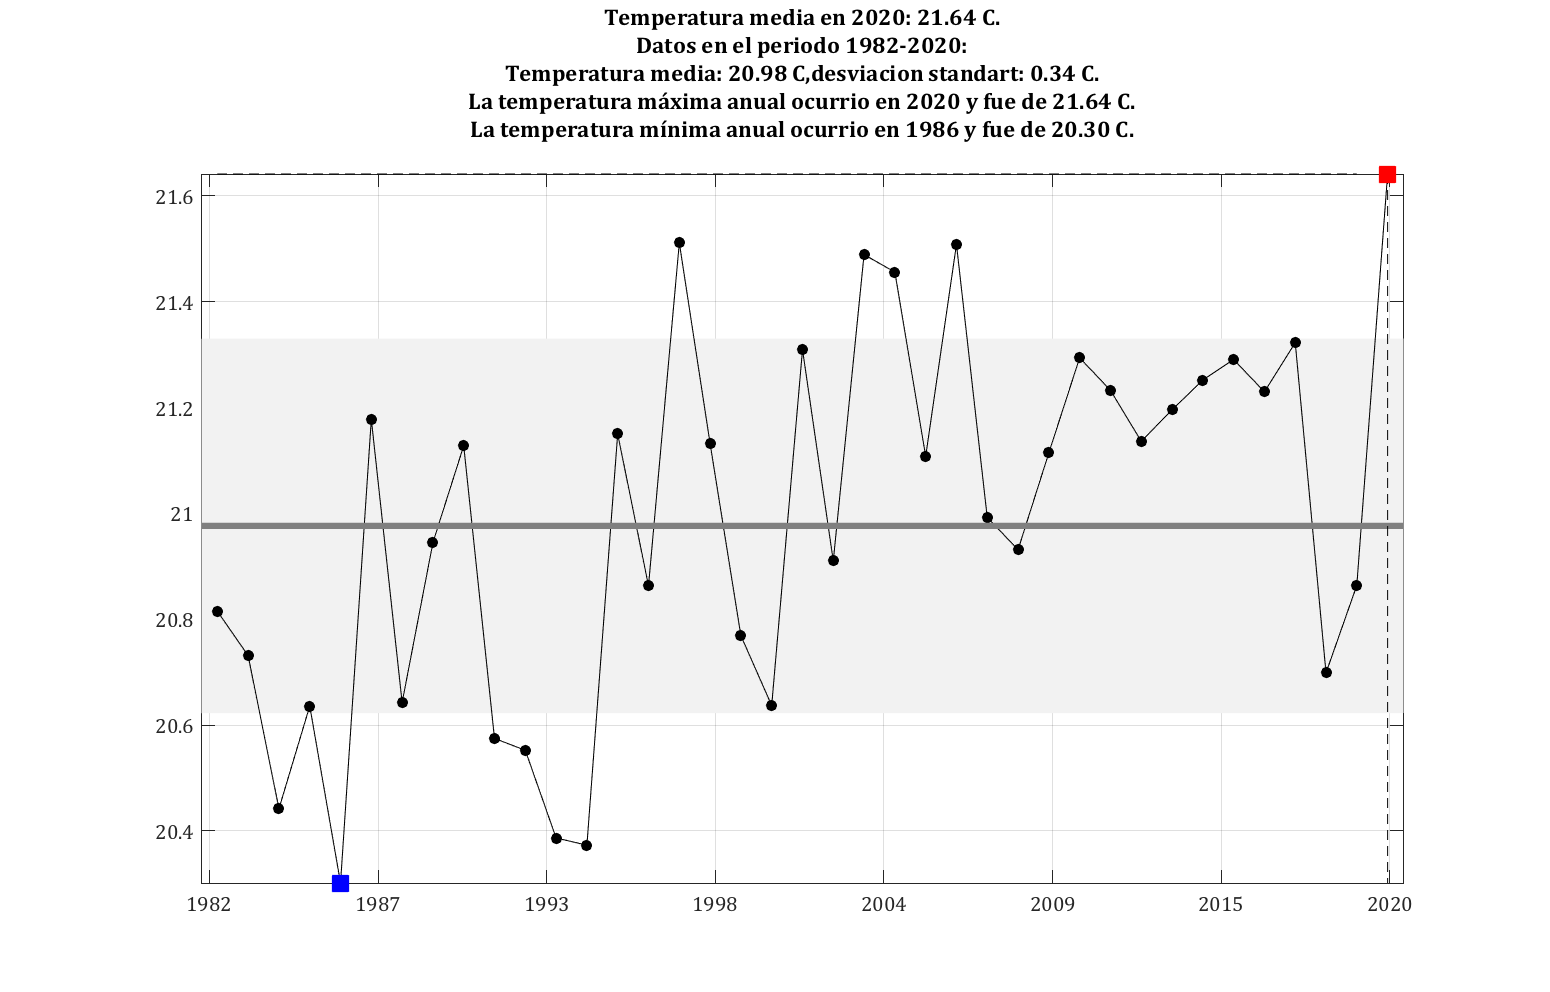 Temperatura media en 2020: 21.64 C.
Datos en el periodo 1982-2020:
Temperatura media: 20.98 C,desviacion standart: 0.34 C.
La temperatura máxima anual ocurrio en 2020 y fue de 21.64 C.
La temperatura mínima anual ocurrio en 1986 y fue de 20.30 C.
21.6
21.4
21.2
21
20.8
20.6
20.4
1982 1987 1993 1998 2004 2009 2015 2020